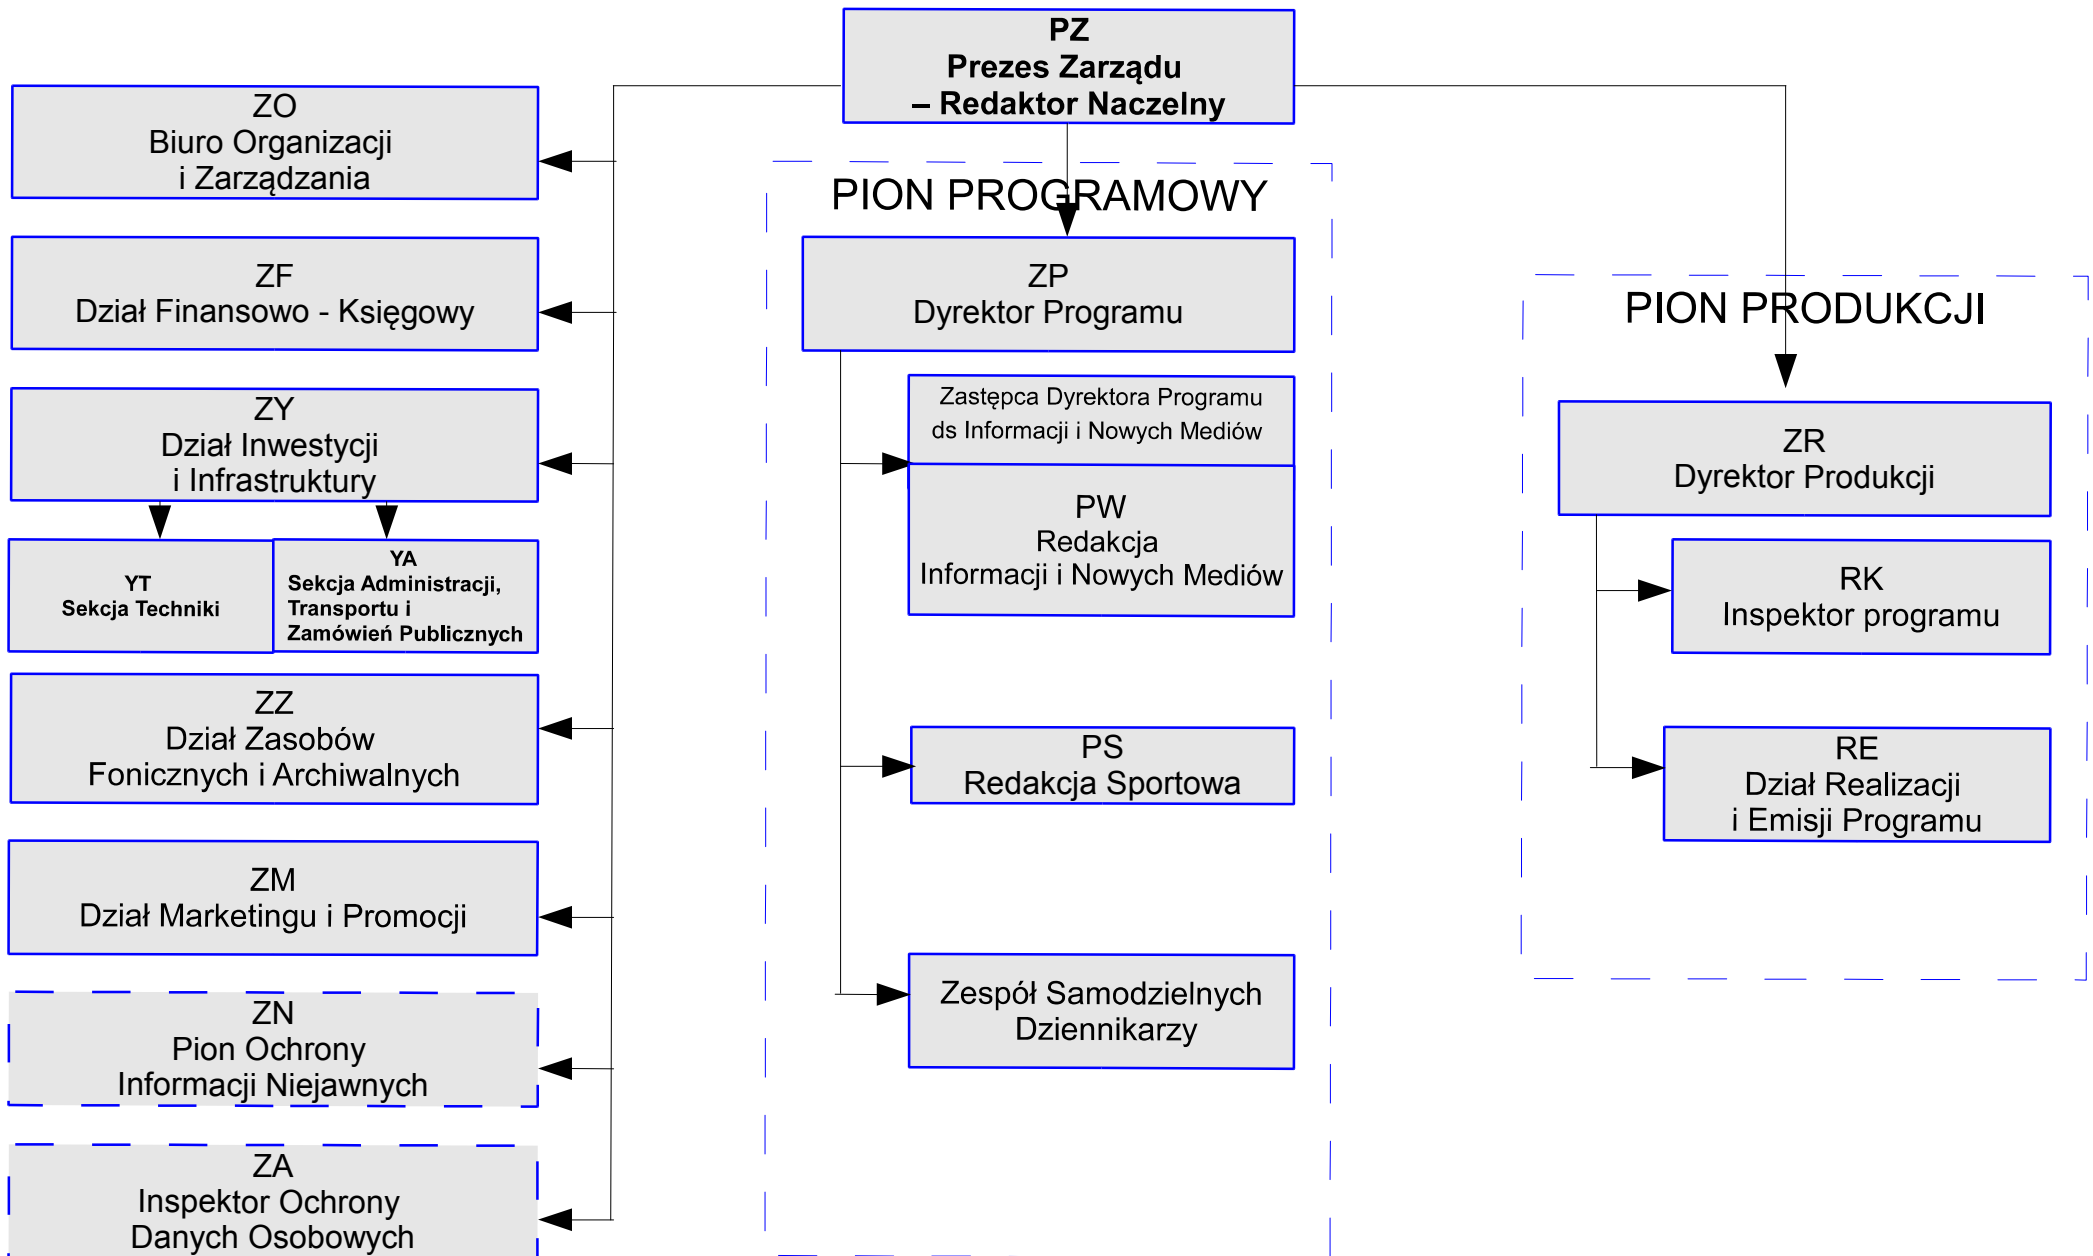 PZ
Prezes Zarządu
– Redaktor Naczelny
ZO
Biuro Organizacji
i Zarządzania
ZF
Dział Finansowo - Księgowy
ZY
Dział Inwestycji
i Infrastruktury
YT
Sekcja Techniki
YA
Sekcja Administracji,
Transportu i
Zamówień Publicznych
ZZ
Dział Zasobów
Fonicznych i Archiwalnych
ZM
Dział Marketingu i Promocji
ZN
Pion Ochrony
Informacji Niejawnych
ZA
Inspektor Ochrony
Danych Osobowych
PION PROGRAMOWY
ZP
Dyrektor Programu
Zastępca Dyrektora Programu
ds Informacji i Nowych Mediów
PW
Redakcja
Informacji i Nowych Mediów
PS
Redakcja Sportowa
Zespół Samodzielnych
Dziennikarzy
PION PRODUKCJI
ZR
Dyrektor Produkcji
RK
Inspektor programu
RE
Dział Realizacji
i Emisji Programu